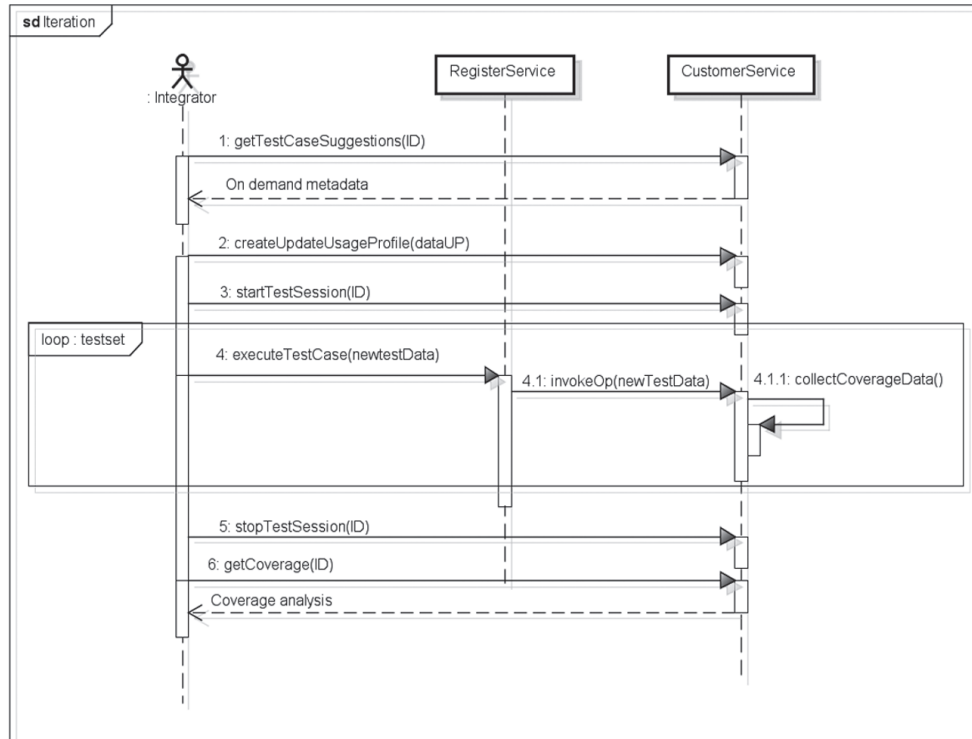 sd Iteration
: Integrator
RegisterService
CustomerService
1: getTestCaseSuggestions(ID)
On demand metadata
2: createUpdateUsageProfile(dataUP)
3: startTestSession(ID)
loop : testset
4: executeTestCase(newtestData)
4.1: invokeOp(newTestData)
4.1.1: collectCoverageData()
5: stopTestSession(ID)
6: getCoverage(ID)
Coverage analysis